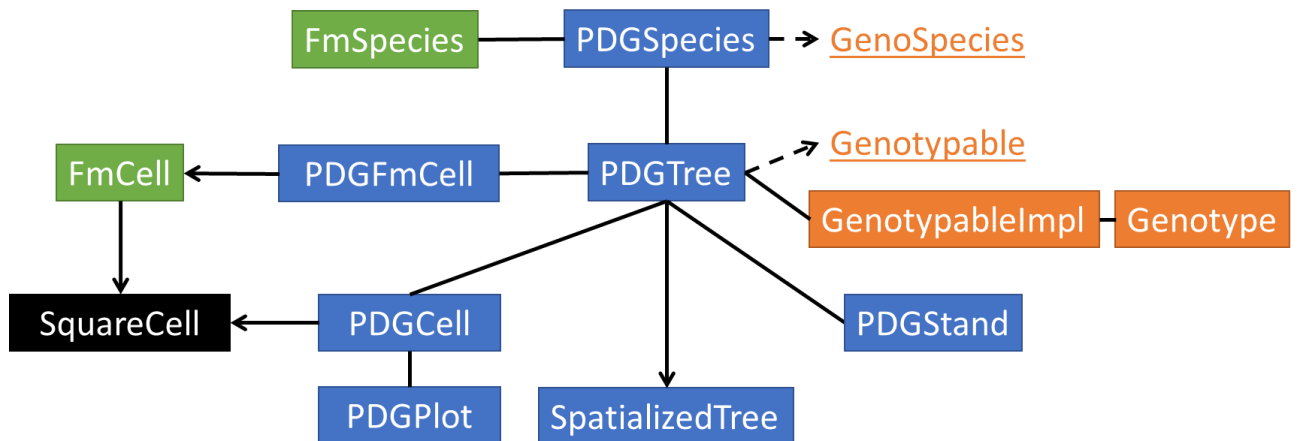 FmSpecies
PDGSpecies
GenoSpecies
Genotypable
FmCell
PDGFmCell
PDGTree
GenotypableImpl
Genotype
SquareCell
PDGCell
PDGStand
PDGPlot
SpatializedTree